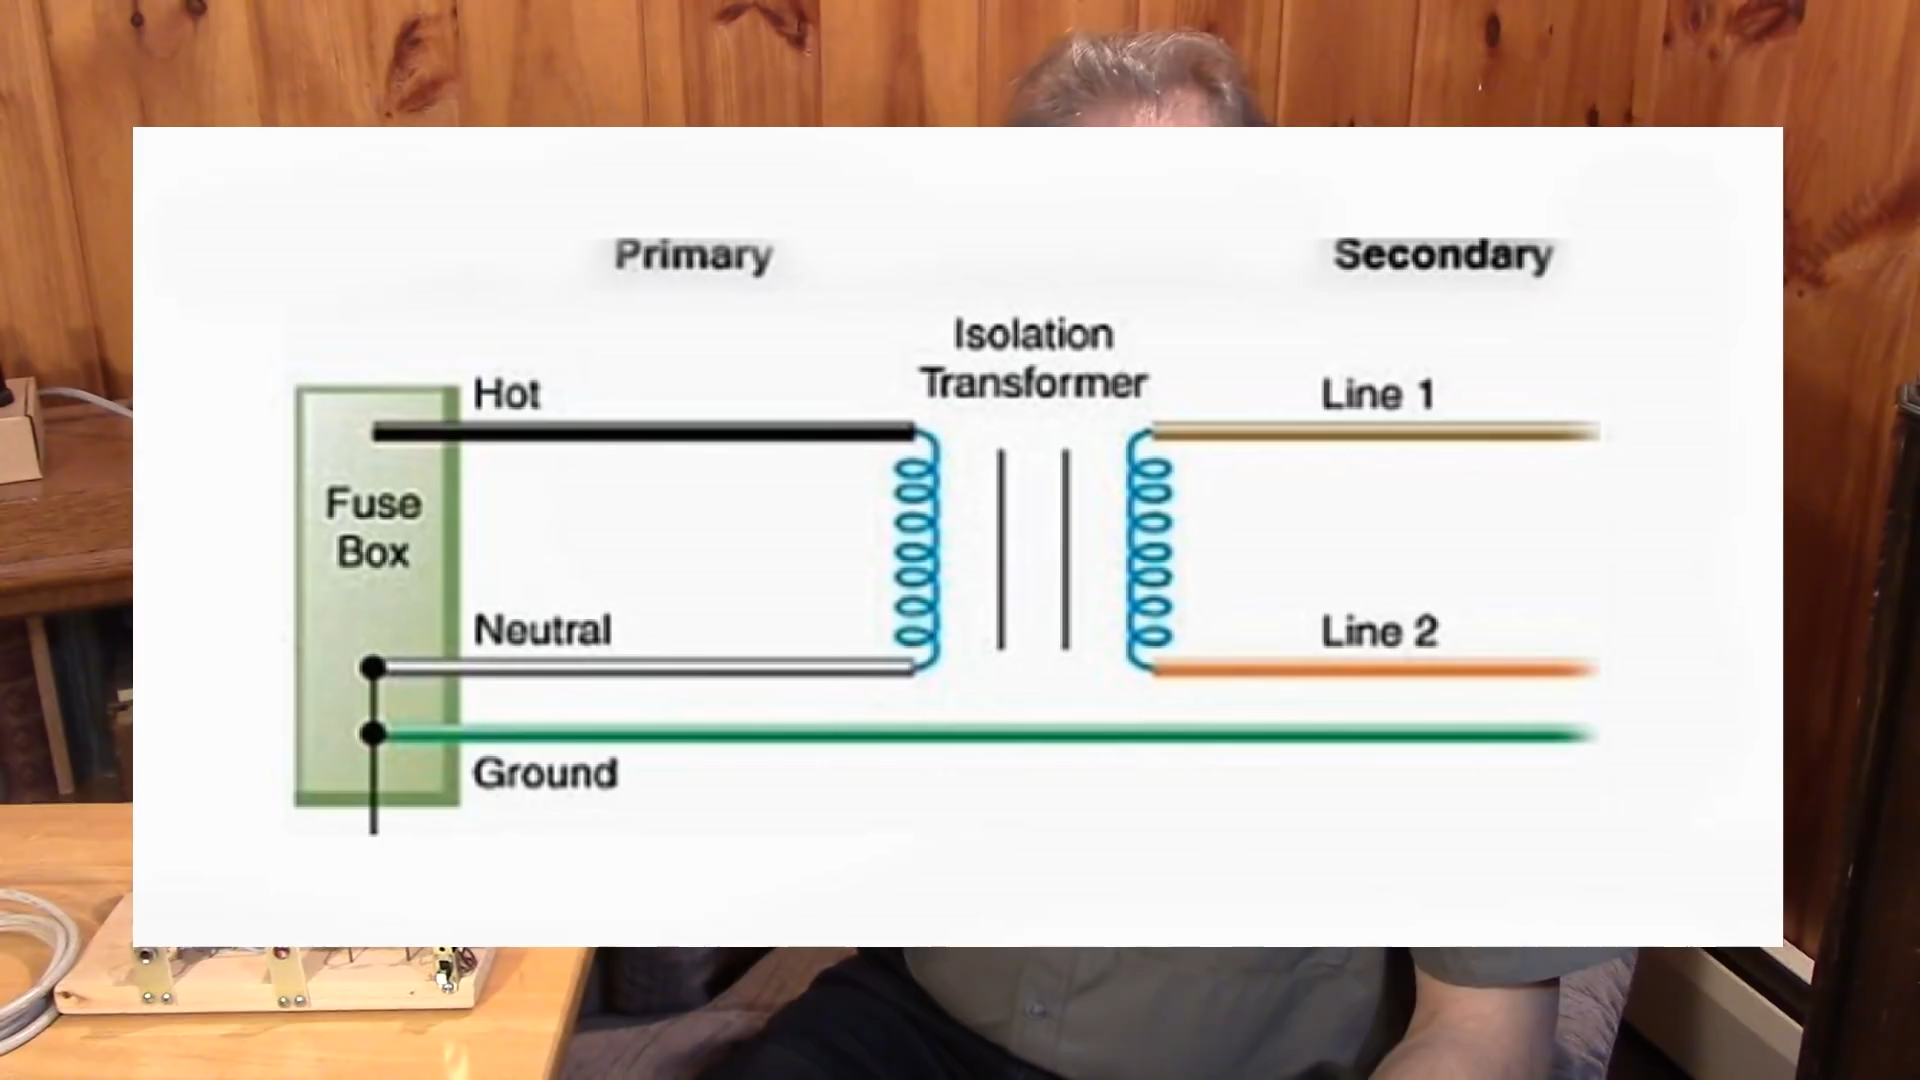 Primary
Secondary
Isolation
Transformer
Hot
Line 1
Fuse
Box
Neutral
Line 2
Ground